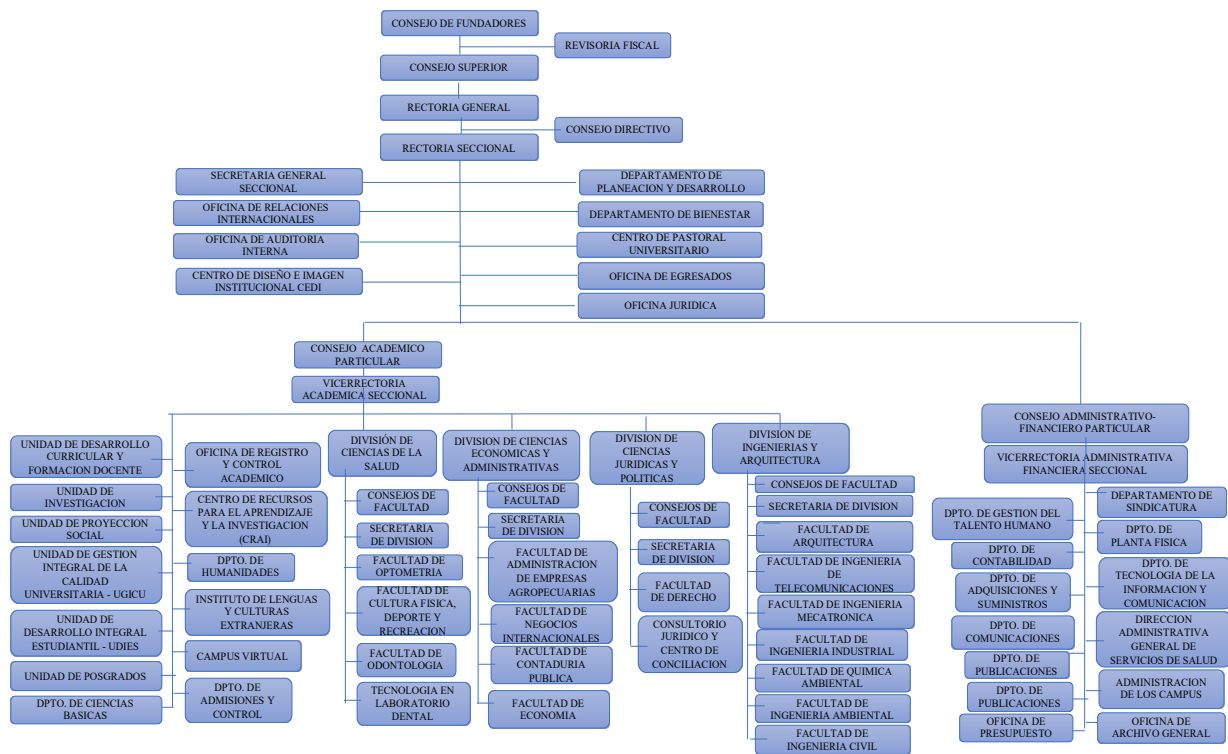 CONSEJO DE FUNDADORES
REVISORIA FISCAL
CONSEJO SUPERIOR
RECTORIA GENERAL
CONSEJO DIRECTIVO
RECTORIA SECCIONAL
SECRETARIA GENERAL
SECCIONAL
DEPARTAMENTO DE
PLANEACION Y DESARROLLO
OFICINA DE RELACIONES
INTERNACIONALES
DEPARTAMENTO DE BIENESTAR
OFICINA DE AUDITORIA
INTERNA
CENTRO DE PASTORAL
UNIVERSITARIO
CENTRO DE DISEÑO E IMAGEN
INSTITUCIONAL CEDI
OFICINA DE EGRESADOS
OFICINA JURIDICA
CONSEJO ACADEMICO
PARTICULAR
VICERRECTORIA
ACADEMICA SECCIONAL
UNIDAD DE DESARROLLO
CURRICULAR Y
FORMACION DOCENTE
UNIDAD DE
INVESTIGACION
UNIDAD DE PROYECCION
SOCIAL
UNIDAD DE GESTION
INTEGRAL DE LA
CALIDAD
UNIVERSITARIA - UGICU
UNIDAD DE
DESARROLLO INTEGRAL
ESTUDIANTIL - UDIES
UNIDAD DE POSGRADOS
DPTO. DE CIENCIAS
BASICAS
OFICINA DE REGISTRO
Y CONTROL
ACADEMICO
CENTRO DE RECURSOS
PARA EL APRENDIZAJE
Y LA INVESTIGACION
(CRAI)
DPTO. DE
HUMANIDADES
INSTITUTO DE LENGUAS
Y CULTURAS
EXTRANJERAS
CAMPUS VIRTUAL
DPTO. DE
ADMISIONES Y
CONTROL
DIVISIÓN DE
CIENCIAS DE LA
SALUD
CONSEJOS DE
FACULTAD
SECRETARIA
DE DIVISION
FACULTAD DE
OPTOMETRIA
FACULTAD DE
CULTURA FISICA,
DEPORTE Y
RECREACION
FACULTAD DE
ODONTOLOGIA
TECNOLOGIA EN
LABORATORIO
DENTAL
DIVISION DE CIENCIAS
ECONOMICAS Y
ADMINISTRATIVAS
CONSEJOS DE
FACULTAD
SECRETARIA
DE DIVISION
FACULTAD DE
ADMINISTRACION
DE EMPRESAS
AGROPECUARIAS
FACULTAD DE
NEGOCIOS
INTERNACIONALES
FACULTAD DE
CONTADURIA
PUBLICA
FACULTAD DE
ECONOMIA
DIVISION DE
CIENCIAS
JURIDICAS Y
POLITICAS
CONSEJOS DE
FACULTAD
SECRETARIA
DE DIVISION
FACULTAD
DE DERECHO
CONSULTORIO
JURIDICO Y
CENTRO DE
CONCILIACION
DIVISION DE
INGENIERIAS Y
ARQUITECTURA
CONSEJOS DE FACULTAD
SECRETARIA DE DIVISION
FACULTAD DE
ARQUITECTURA
FACULTAD DE INGENIERIA
DE
TELECOMUNICACIONES
FACULTAD DE INGENIERIA
MECATRONICA
FACULTAD DE
INGENIERIA INDUSTRIAL
FACULTAD DE QUIMICA
AMBIENTAL
FACULTAD DE
INGENIERIA AMBIENTAL
FACULTAD DE
INGENIERIA CIVIL
CONSEJO ADMINISTRATIVO-
FINANCIERO PARTICULAR
VICERRECTORIA ADMINISTRATIVA
FINANCIERA SECCIONAL
DPTO. DE GESTION DEL
TALENTO HUMANO
DPTO. DE
CONTABILIDAD
DPTO. DE
ADQUISICIONES Y
SUMINISTROS
DPTO. DE
COMUNICACIONES
DPTO. DE
PUBLICACIONES
DPTO. DE
PUBLICACIONES
OFICINA DE
PRESUPUESTO
DEPARTAMENTO DE
SINDICATURA
DPTO. DE
PLANTA FISICA
DPTO. DE
TECNOLOGIA DE LA
INFORMACION Y
COMUNICACION
DIRECCION
ADMINISTRATIVA
GENERAL DE
SERVICIOS DE SALUD
ADMINISTRACION
DE LOS CAMPUS
OFICINA DE
ARCHIVO GENERAL